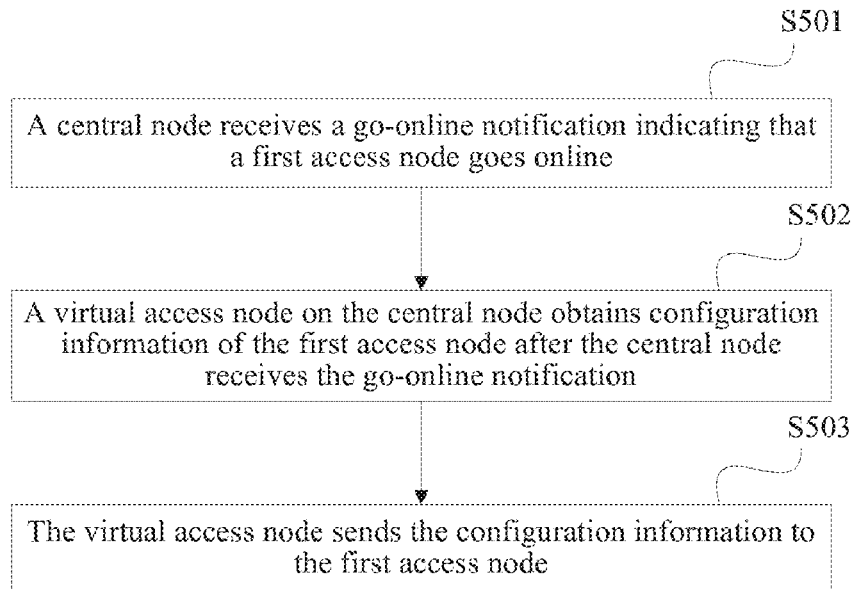 S501
A central node receives a go-online notification indicating that
a first access node goes online
S502
A virtual access node on the central node obtains configuration
information of the first access node after the central node
receives the go-online notification
S503
The virtual access node sends the configuration information to
the first access node